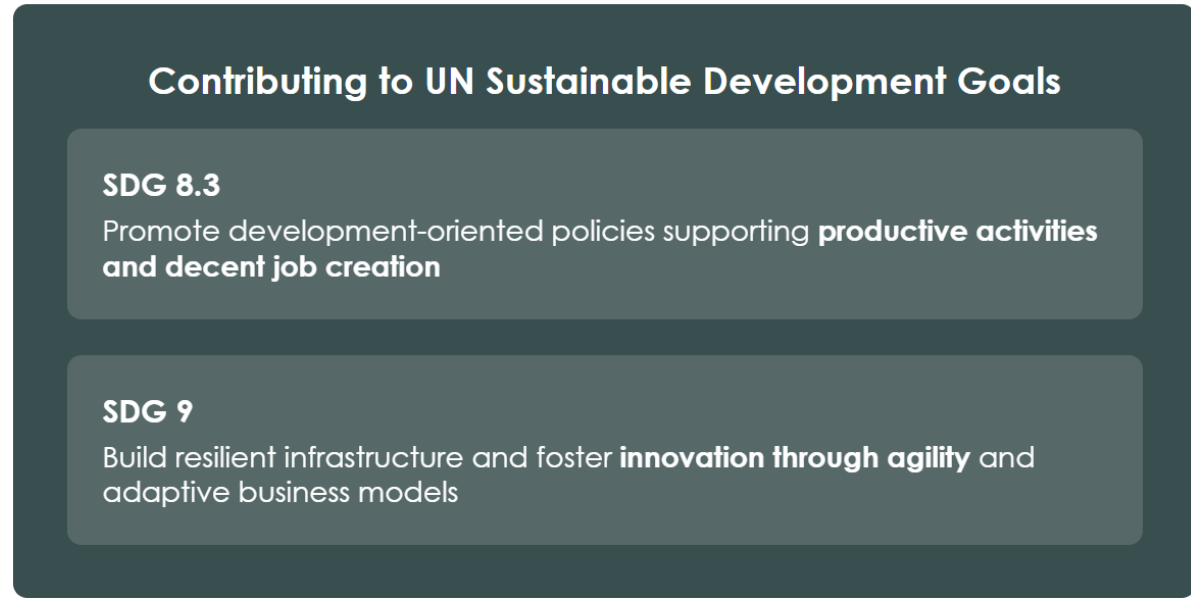 Contributing to UN Sustainable Development Goals
SDG 8.3
Promote development-oriented policies supporting productive activities
and decent job creation
SDG 9
Build resilient infrastructure and foster innovation through agility and
adaptive business models